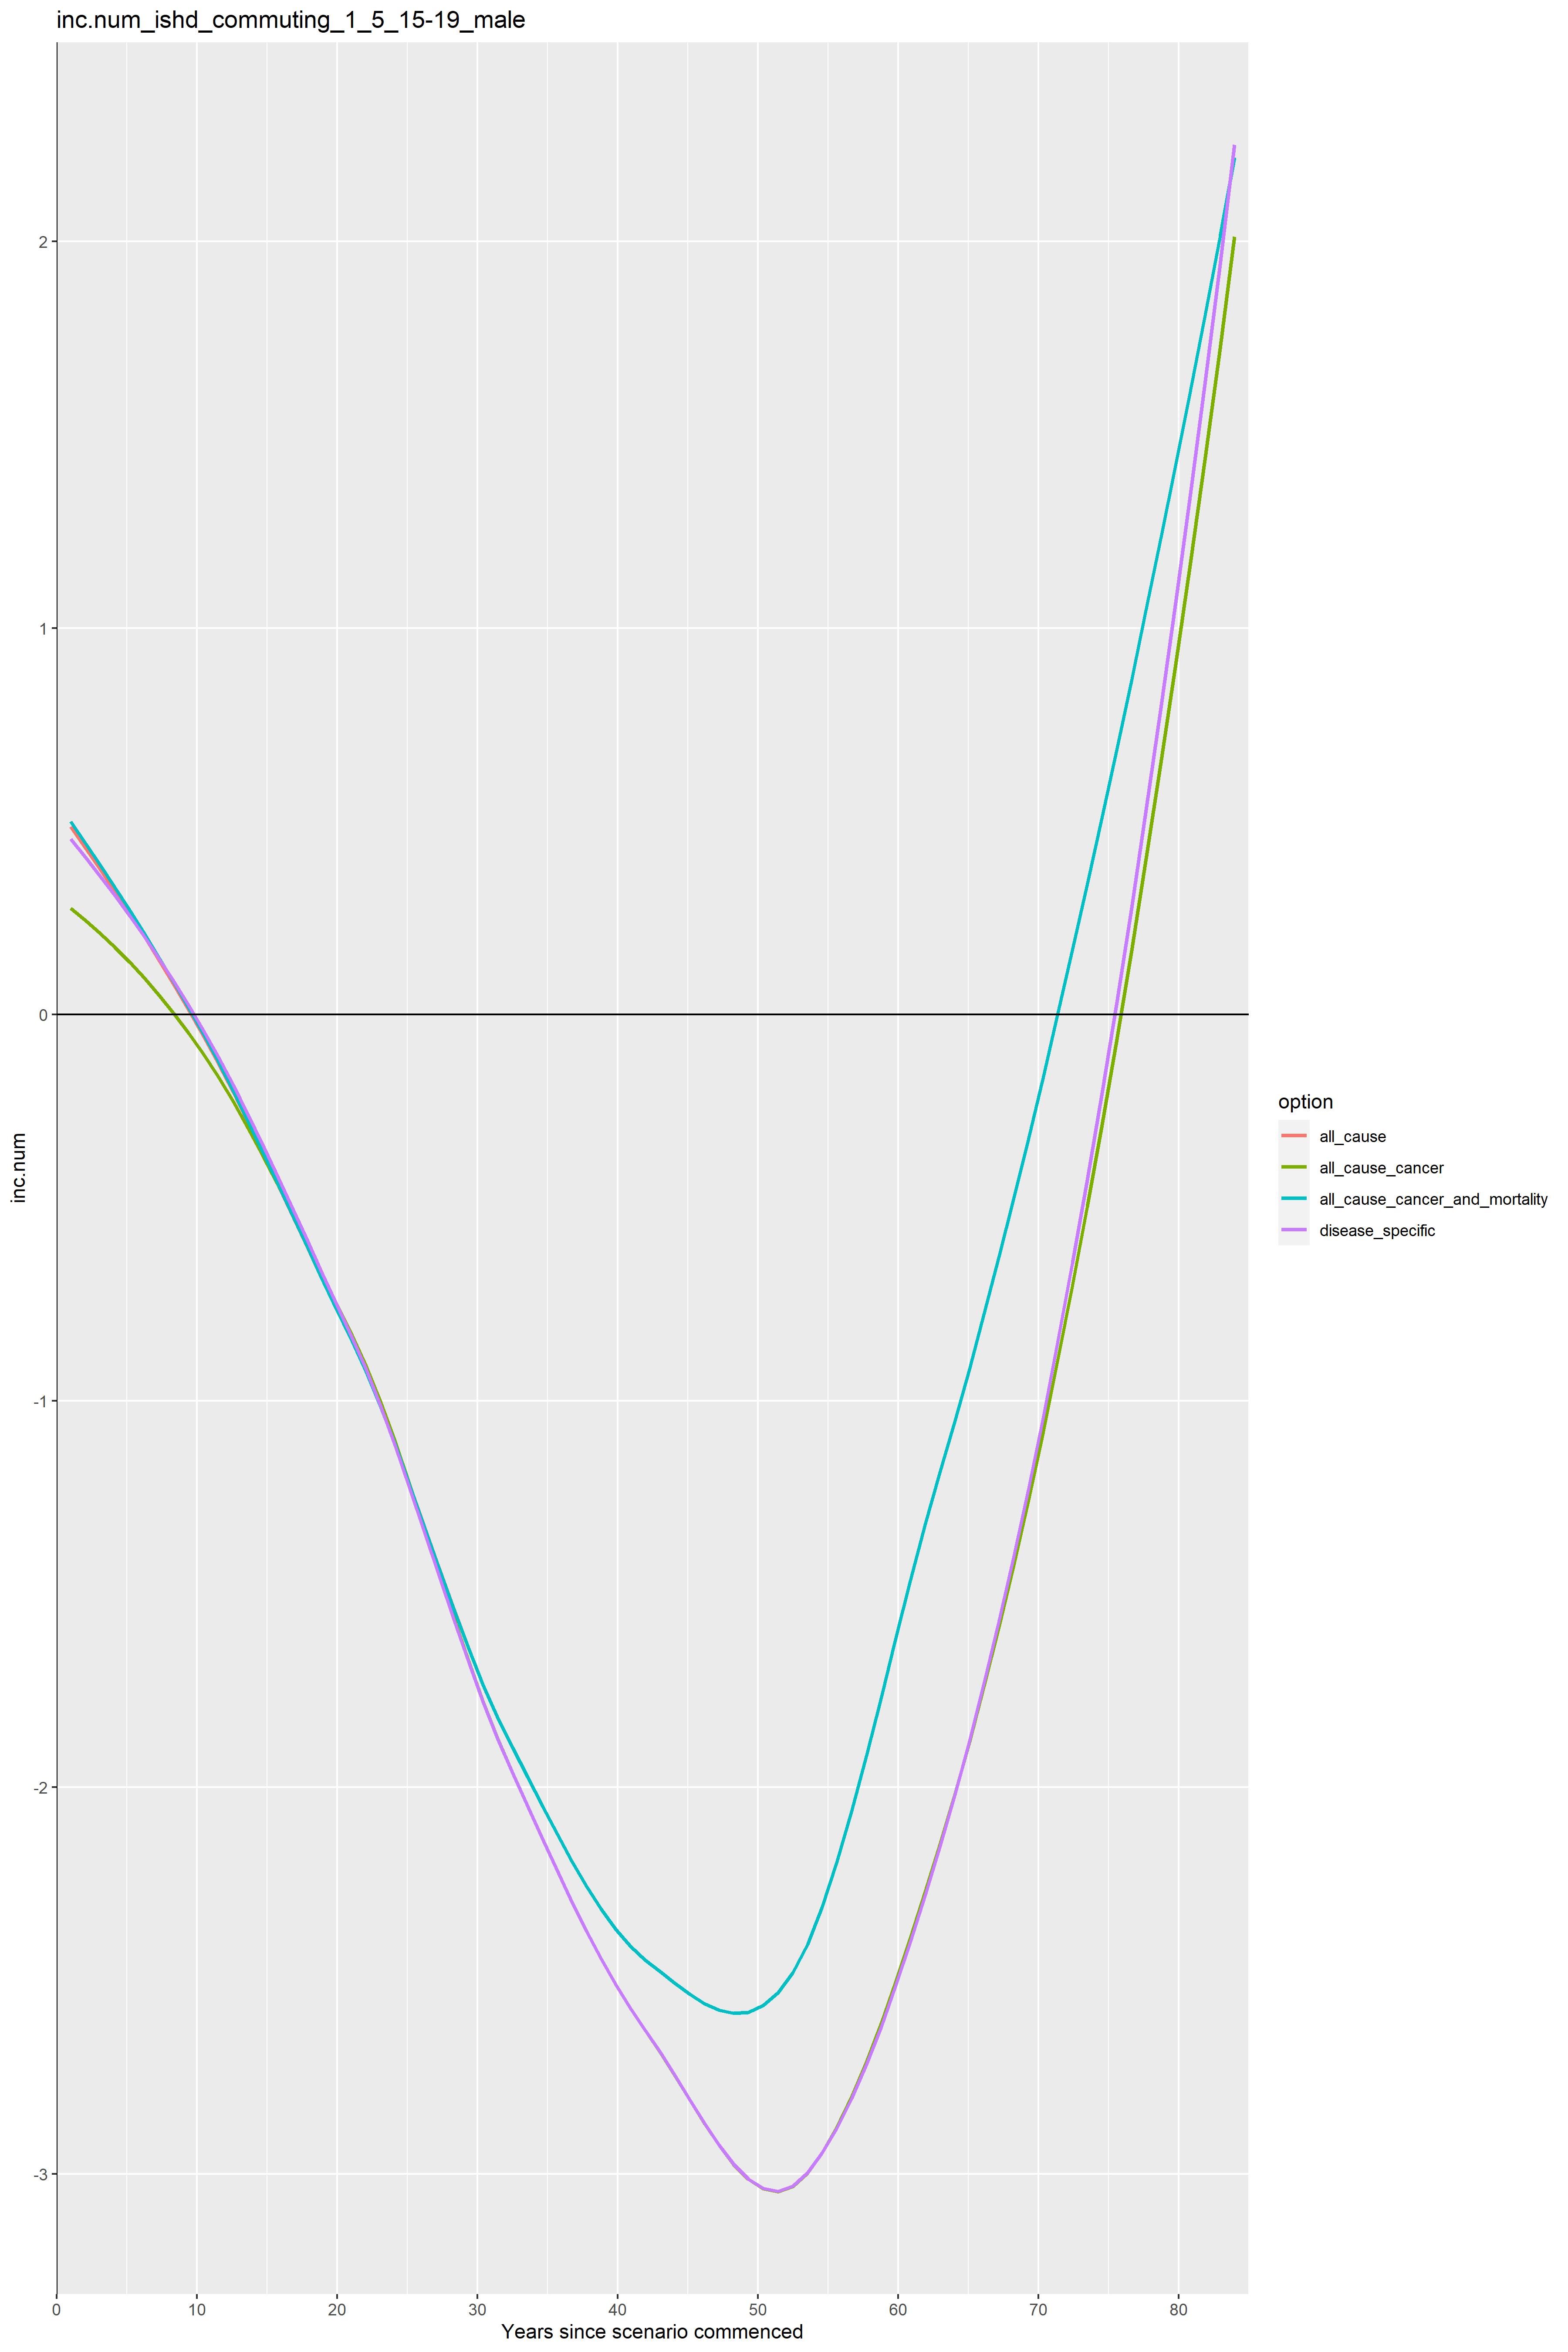 inc.num_ishd_commuting_1_5_15-19_male
2
1
0
-1
-2
-3
inc.num
0 10 20 30 40 50 60 70 80
Years since scenario commenced
option
all_cause
all_cause_cancer
all_cause_cancer_and_mortality
disease_specific